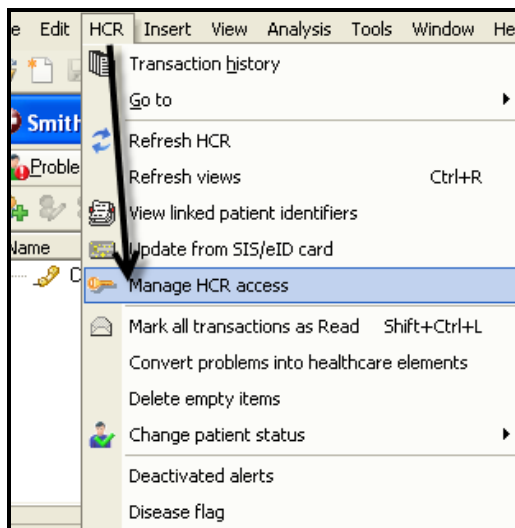 e Edit HCR Insert View Analysis Tools Window He
Transaction history
Go to
Smith
Refresh HCR
Proble
Refresh views Ctrl+R
View linked patient identifiers
Name
Update from SIS/eID card
C
Manage HCR access
Mark all transactions as Read Shift+Ctrl+L
Convert problems into healthcare elements
Delete empty items
Change patient status
Deactivated alerts
Disease flag